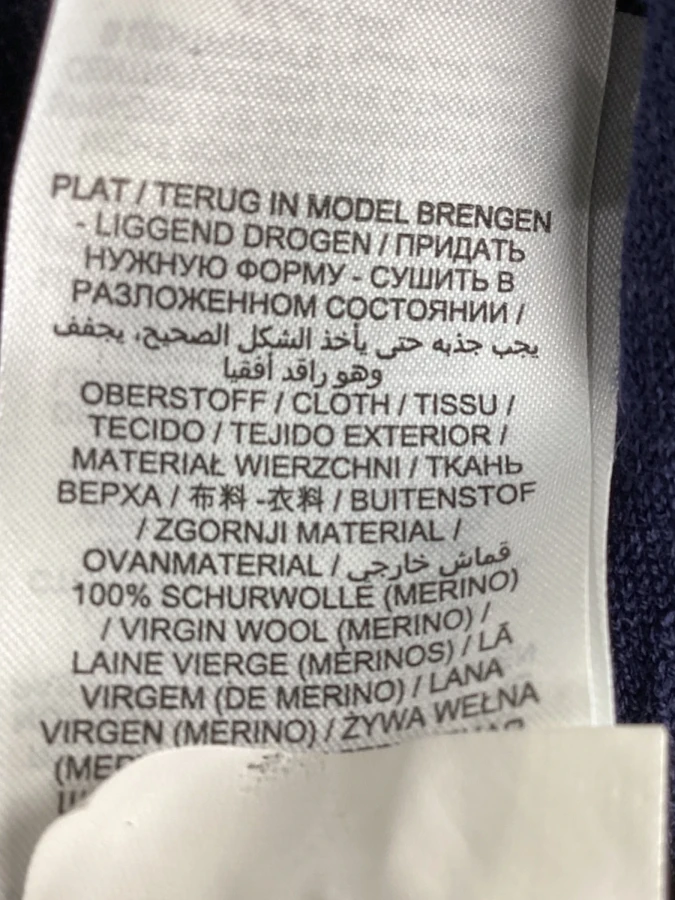 PLAT / TERUG IN MODEL BRENGEN
- LIGGEND DROGEN / ПРИДАТЬ
НУЖНУЮ ФОРМУ - СУШИТЬ В
РАЗЛОЖЕННОМ СОСТОЯНИИ /
يجب جذبه حتى يأخذ الشكل الصحيح، يجفف
وهو راقد أفقيا
OBERSTOFF / CLOTH / TISSU /
TECIDO / TEJIDO EXTERIOR /
MATERIAŁ WIERZCHNI / ТКАНЬ
ВЕРХА / 布料 -衣料 / BUITENSTOF
/ ZGORNJI MATERIAL /
OVANMATERIAL / قماش خارجي
100% SCHURWOLLE (MERINO)
/ VIRGIN WOOL (MERINO) /
LAINE VIERGE (MÉRINOS) / LÃ
VIRGEM (DE MERINO) / LANA
VIRGEN (MERINO) / ŻYWA WEŁNA